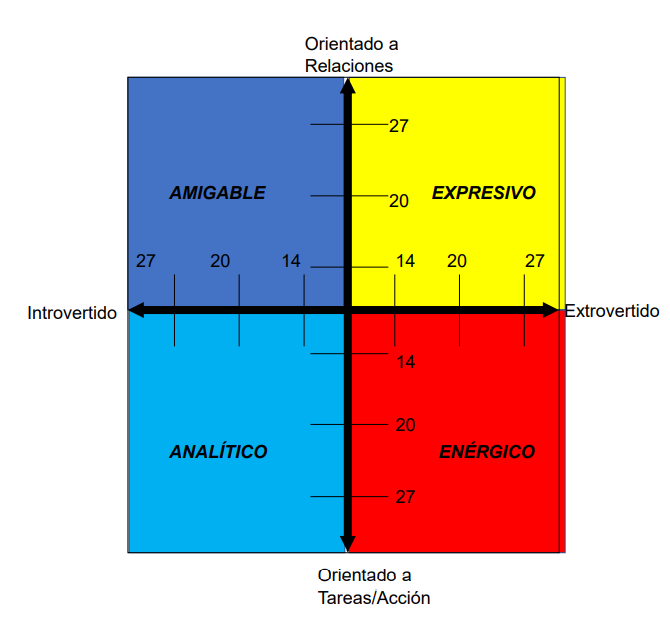 Orientado a
Relaciones
27
AMIGABLE
EXPRESIVO
20
27
20
14
14
20
27
Introvertido
Extrovertido
14
20
ANALÍTICO
ENÉRGICO
27
Orientado a
Tareas/Acción